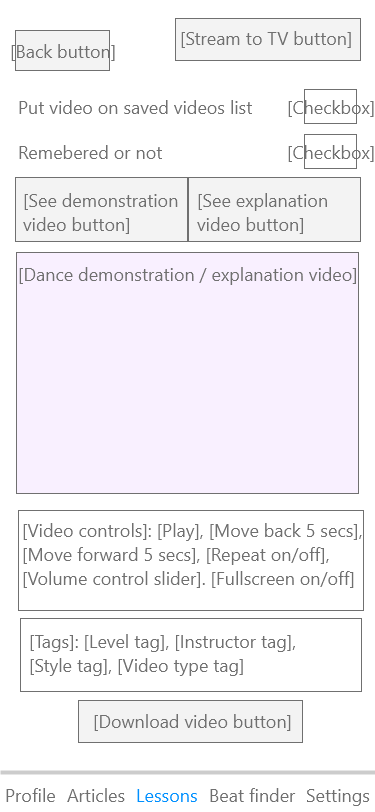 [Back button]
[Stream to TV button]
Put video on saved videos list [Checkbox]
Remebered or not [Checkbox]
[See demonstration
video button]
[See explanation
video button]
[Dance demonstration / explanation video]
[Video controls]: [Play], [Move back 5 secs],
[Move forward 5 secs], [Repeat on/off],
[Volume control slider]. [Fullscreen on/off]
[Tags]: [Level tag], [Instructor tag],
[Style tag], [Video type tag]
[Download video button]
Profile Articles Lessons Beat finder Settings